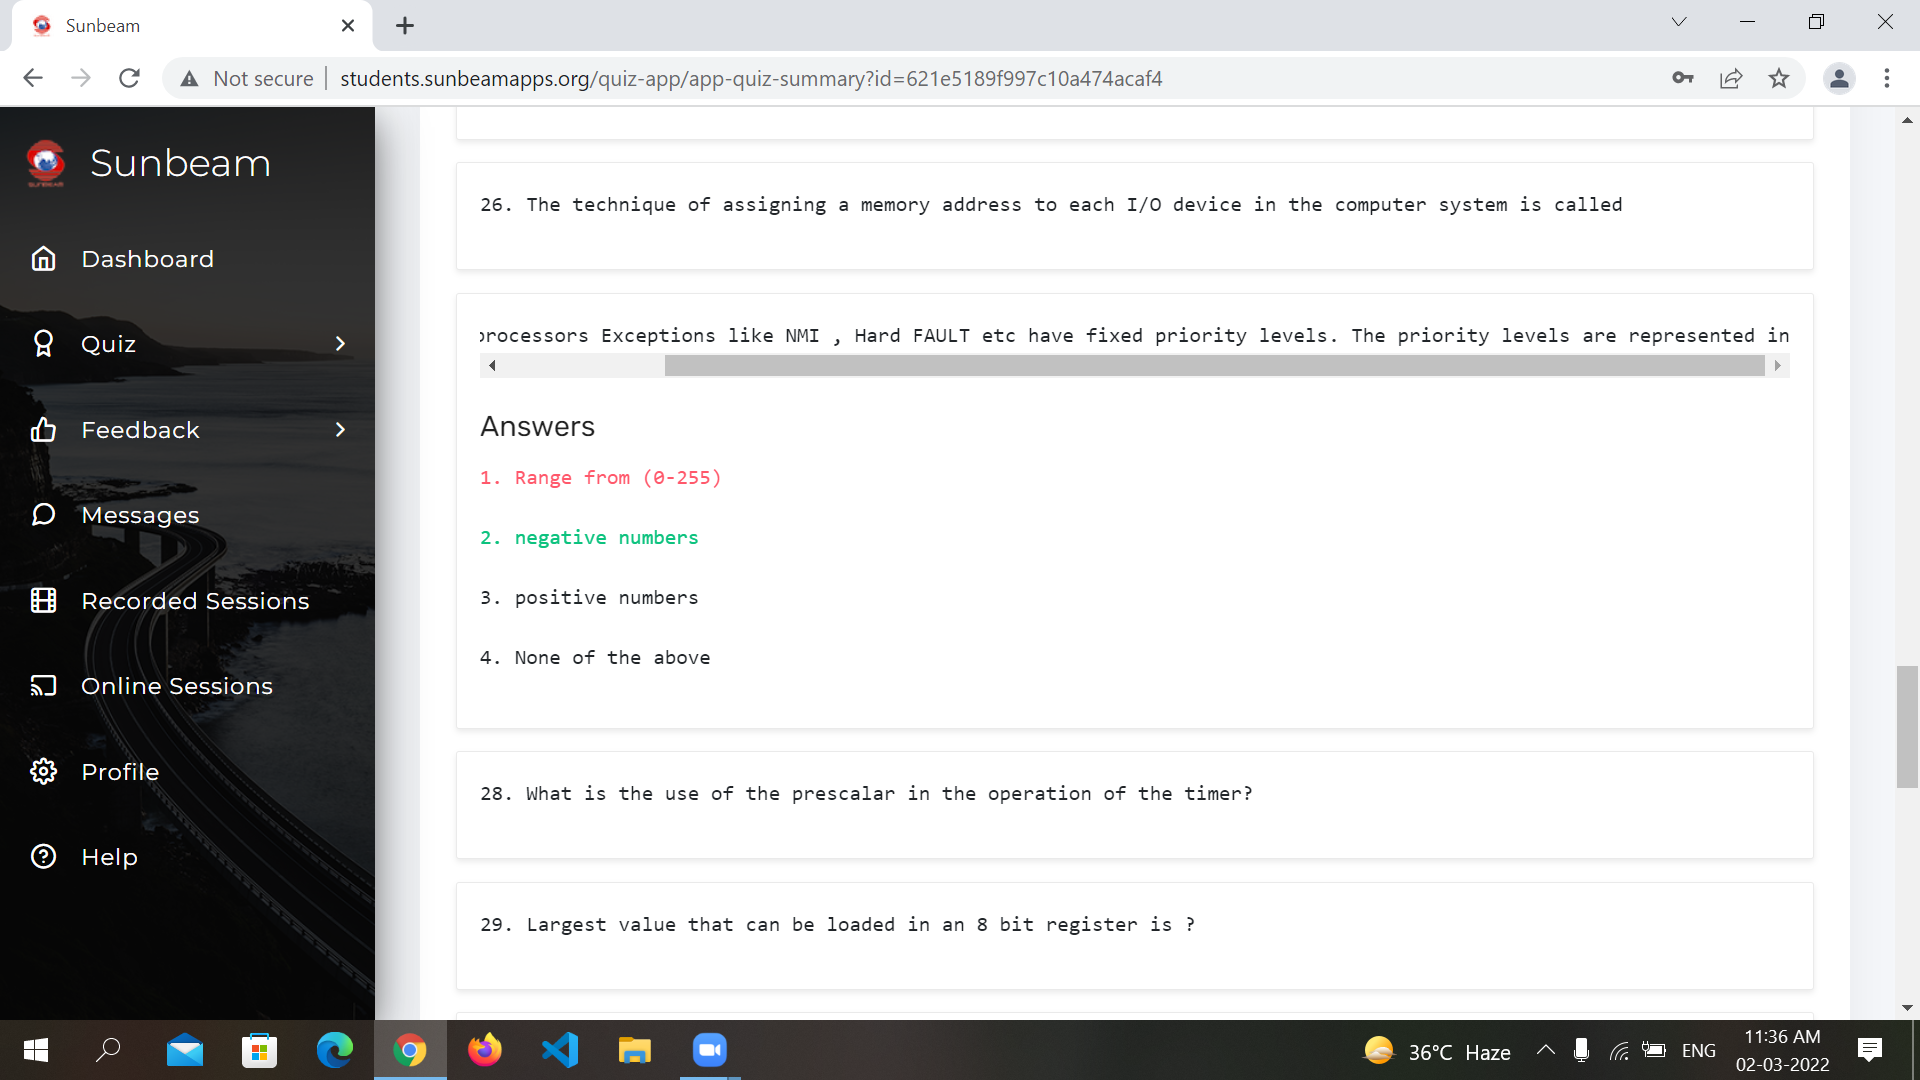 Sunbeam
Not secure
students.sunbeamapps.org/quiz-app/app-quiz-summary?id=621e5189f997c10a474acaf4
Sunbeam
SUNBEAM
Dashboard
Quiz
Feedback
Messages
Recorded Sessions
Online Sessions
Profile
Help
26. The technique of assigning a memory address to each I/O device in the computer system is called
processors Exceptions like NMI , Hard FAULT etc have fixed priority levels. The priority levels are represented in
Answers
1. Range from (0-255)
2. negative numbers
3. positive numbers
4. None of the above
28. What is the use of the prescalar in the operation of the timer?
29. Largest value that can be loaded in an 8 bit register is ?
36°C Haze
ENG
11:36 AM
02-03-2022